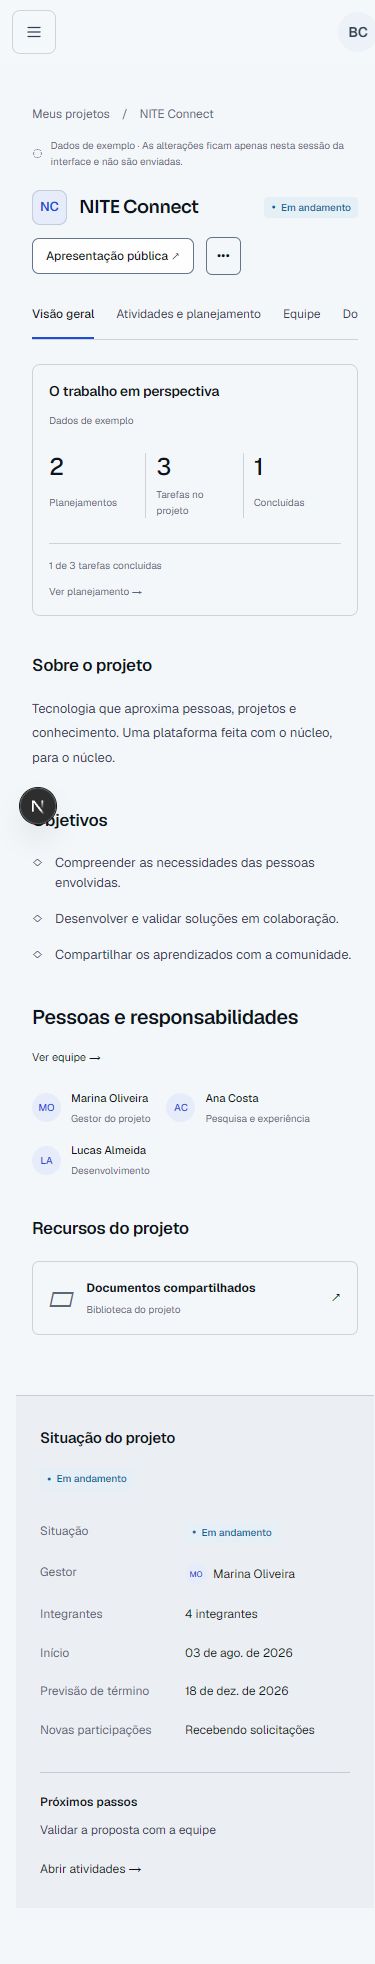 BC
Meus projetos / NITE Connect
Dados de exemplo · As alterações ficam apenas nesta sessão da
interface e não são enviadas.
NC NITE Connect • Em andamento
Apresentação pública ↗ •••
Visão geral Atividades e planejamento Equipe Do
O trabalho em perspectiva
Dados de exemplo
2 3 1
Planejamentos Tarefas no Concluídas
projeto
1 de 3 tarefas concluídas
Ver planejamento →
Sobre o projeto
Tecnologia que aproxima pessoas, projetos e
conhecimento. Uma plataforma feita com o núcleo,
para o núcleo.
N
Objetivos
Compreender as necessidades das pessoas
envolvidas.
Desenvolver e validar soluções em colaboração.
Compartilhar os aprendizados com a comunidade.
Pessoas e responsabilidades
Ver equipe →
MO Marina Oliveira AC Ana Costa
Gestor do projeto Pesquisa e experiência
LA Lucas Almeida
Desenvolvimento
Recursos do projeto
Documentos compartilhados ↗
Biblioteca do projeto
Situação do projeto
• Em andamento
Situação • Em andamento
Gestor MO Marina Oliveira
Integrantes 4 integrantes
Início 03 de ago. de 2026
Previsão de término 18 de dez. de 2026
Novas participações Recebendo solicitações
Próximos passos
Validar a proposta com a equipe
Abrir atividades →